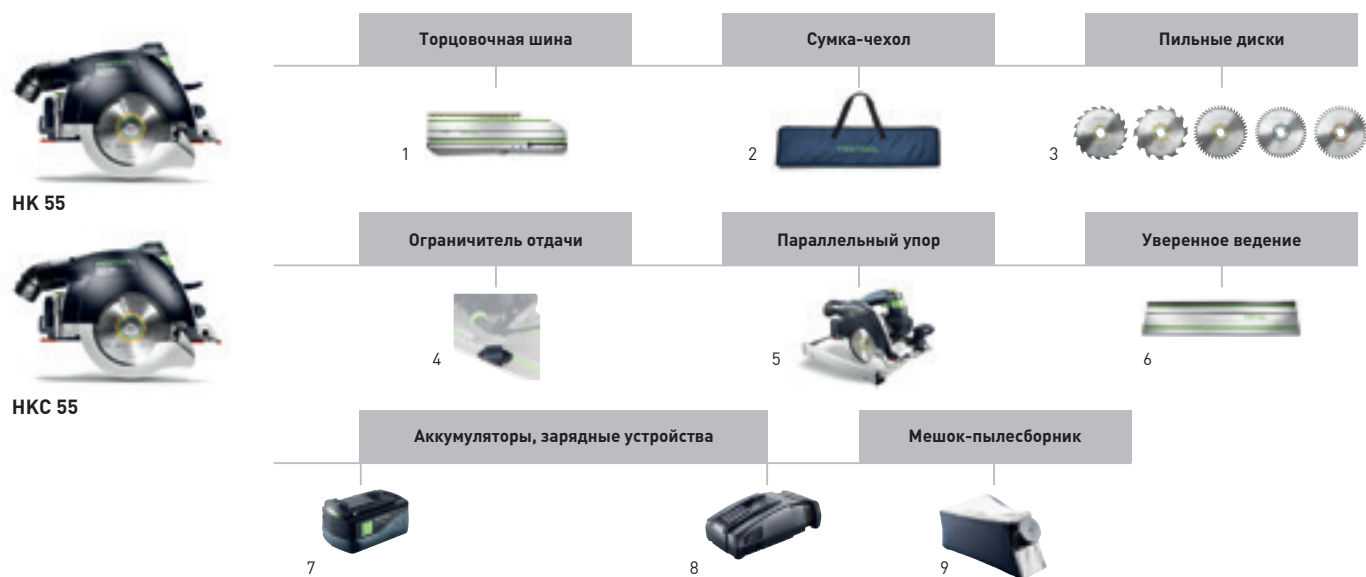 Торцовочная шина
Сумка-чехол
Пильные диски
1
2
FESTOOL
3
HK 55
Ограничитель отдачи
Параллельный упор
Уверенное ведение
4
5
6
HKC 55
Аккумуляторы, зарядные устройства
Мешок-пылесборник
7
8
9